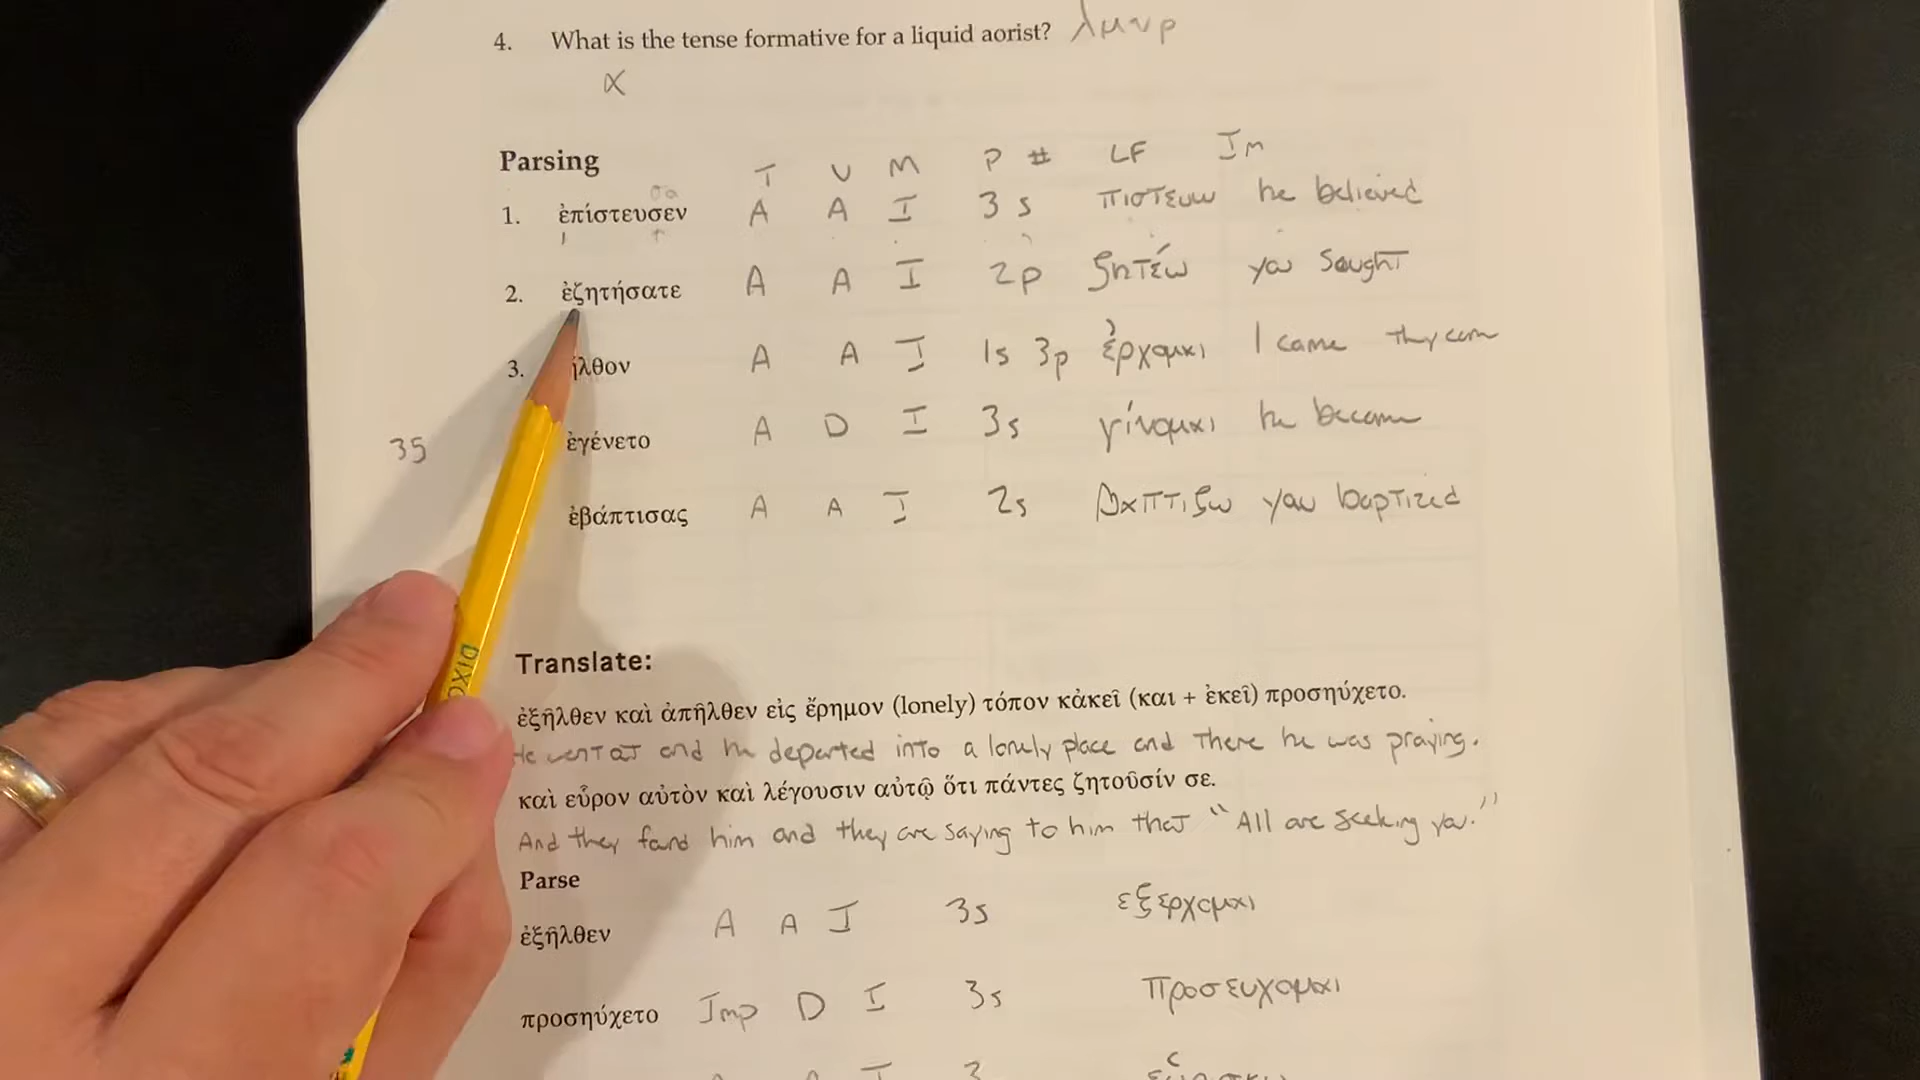 4. What is the tense formative for a liquid aorist? λμνρ
α
Parsing T V M P # LF Im
σα
1. ἐπίστευσεν A A I 3 s πιστευω he believed
2. ἐζητήσατε A A I 2p ζητέω you sought
3. ἦλθον A A I 1s 3p ἐρχομαι I came They came
35 ἐγένετο A D I 3s γίνομαι he became
ἐβάπτισας A A I 2s βαπτιζω you baptized
DIXO
Translate:
ἐξῆλθεν καὶ ἀπῆλθεν εἰς ἔρημον (lonely) τόπον κἀκεῖ (και + ἐκεῖ) προσηύχετο.
He went out and he departed into a lonely place and There he was praying.
καὶ εὗρον αὐτὸν καὶ λέγουσιν αὐτῷ ὅτι πάντες ζητοῦσίν σε.
And they found him and they are saying to him that "All are seeking you."
Parse
ἐξῆλθεν A A I 3s εξερχομαι
προσηύχετο Imp D I 3s προσευχομαι